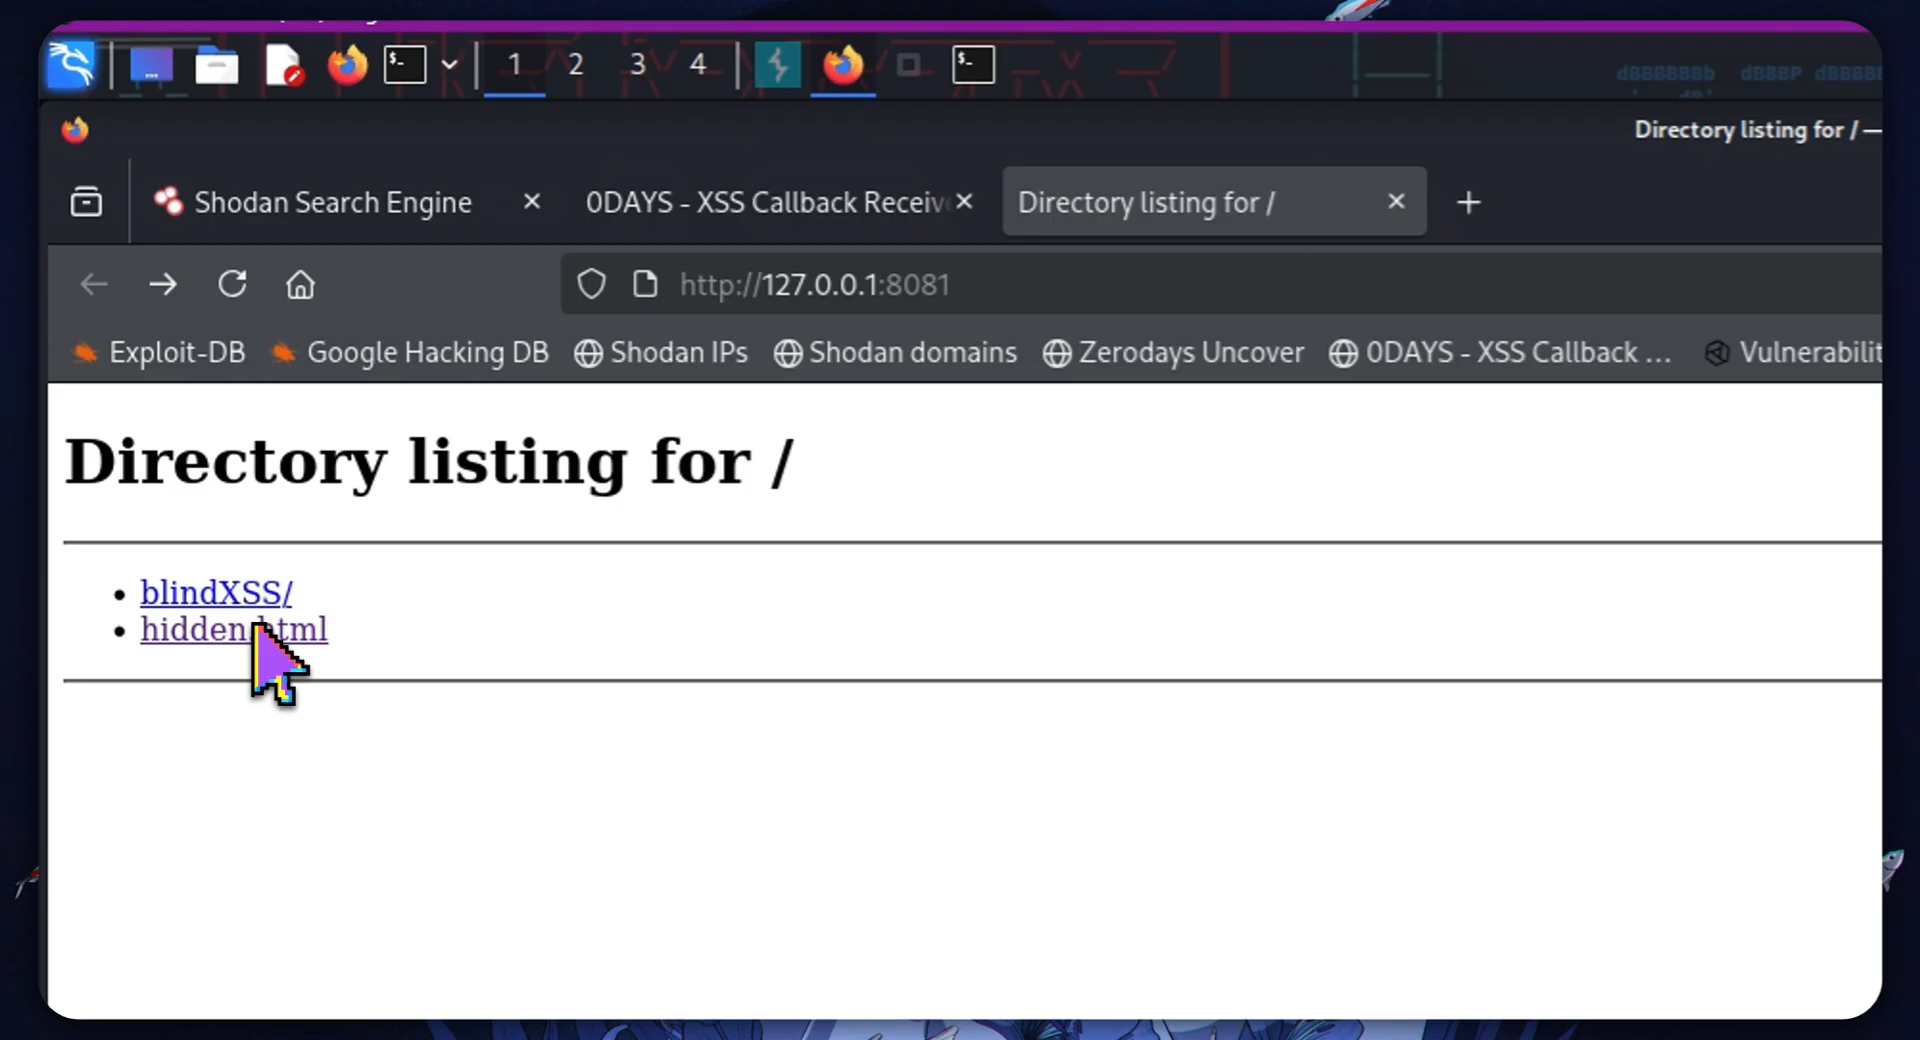 1 2 3 4
dBBBBBBb dBBBP
Directory listing for / —
Shodan Search Engine
0DAYS - XSS Callback Receiv
Directory listing for /
http://127.0.0.1:8081
Exploit-DB
Google Hacking DB
Shodan IPs
Shodan domains
Zerodays Uncover
0DAYS - XSS Callback ...
Vulnerabilit
Directory listing for /
blindXSS/
hidden.html